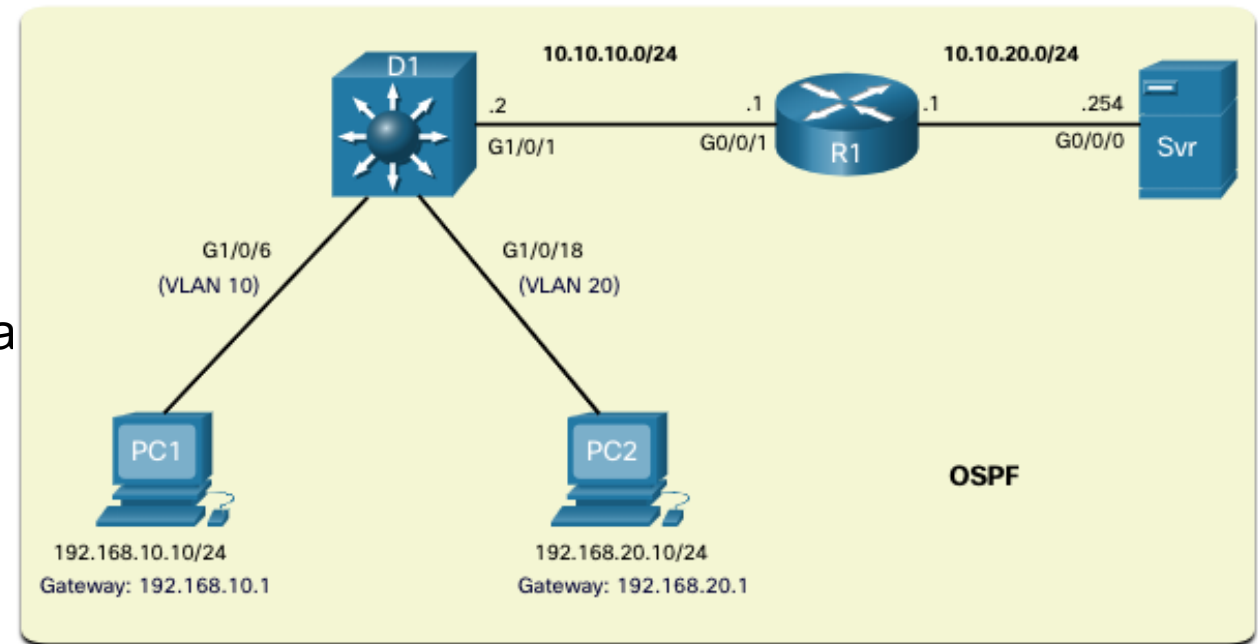 D1
10.10.10.0/24
10.10.20.0/24
.2
.1
.1
.254
G1/0/1
G0/0/1
R1
G0/0/0
Svr
G1/0/6
(VLAN 10)
G1/0/18
(VLAN 20)
a
PC1
PC2
OSPF
192.168.10.10/24
Gateway: 192.168.10.1
192.168.20.10/24
Gateway: 192.168.20.1